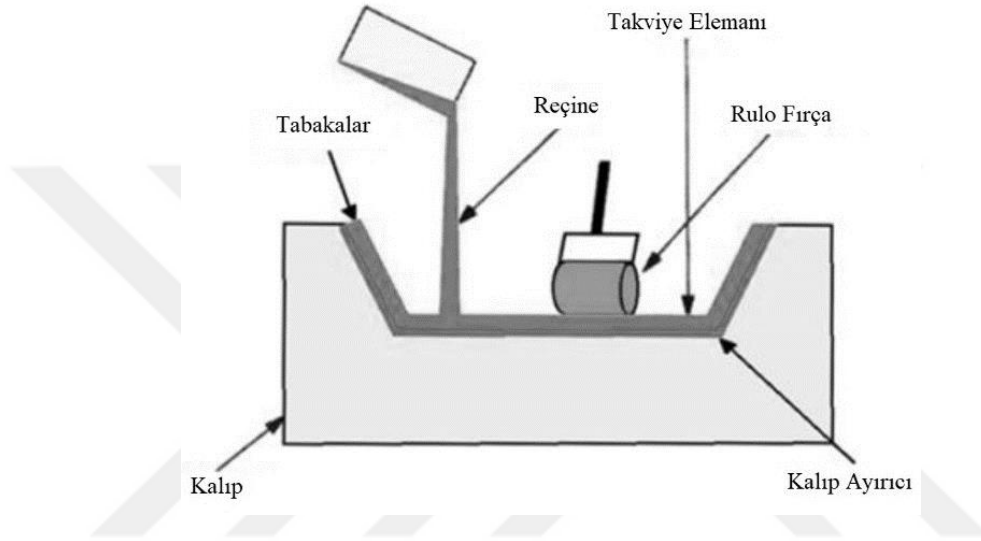 Takviye Elemanı
Reçine
Rulo Fırça
Tabakalar
Kalıp
Kalıp Ayırıcı